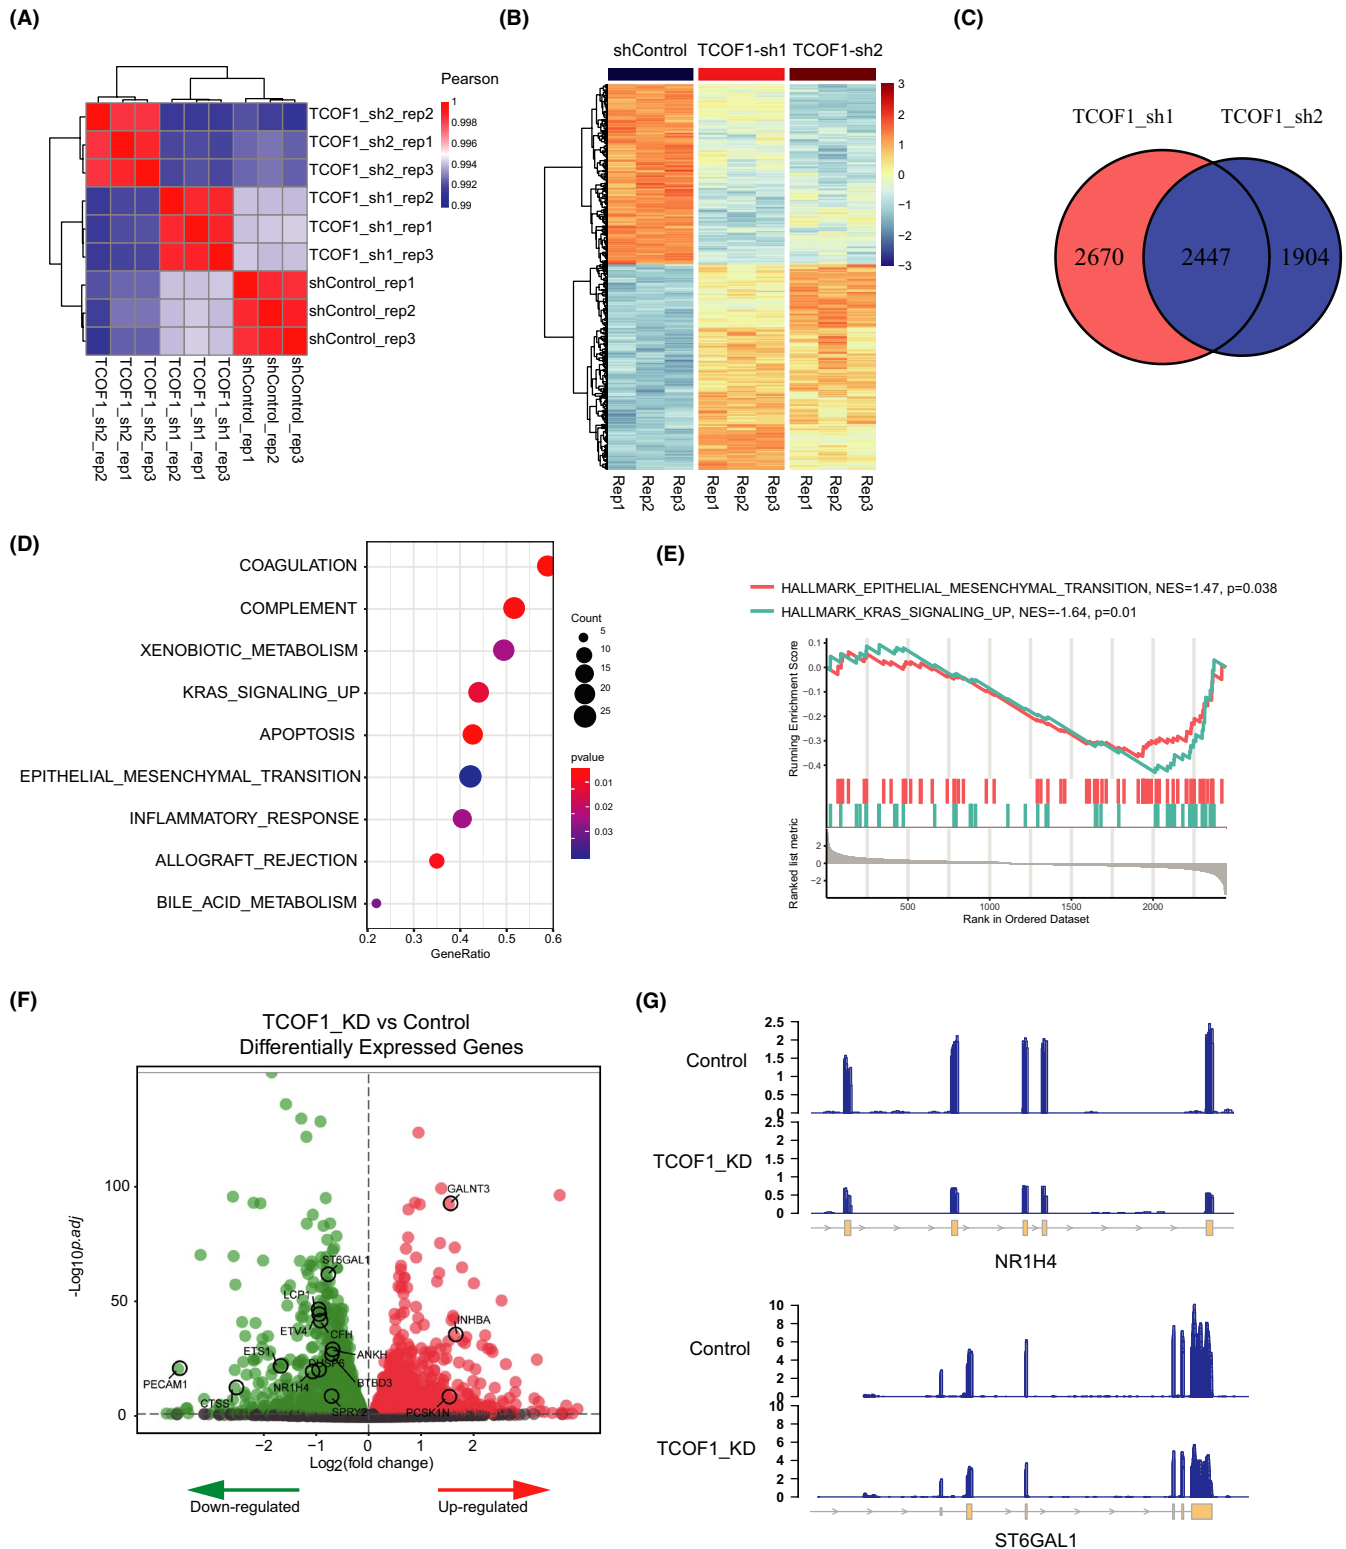 (A)
Pearson
1
0.998
0.996
0.994
0.992
0.99
TCOF1_sh2_rep2
TCOF1_sh2_rep1
TCOF1_sh2_rep3
TCOF1_sh1_rep2
TCOF1_sh1_rep1
TCOF1_sh1_rep3
shControl_rep1
shControl_rep2
shControl_rep3
TCOF1_sh2_rep2
TCOF1_sh2_rep1
TCOF1_sh2_rep3
TCOF1_sh1_rep2
TCOF1_sh1_rep1
TCOF1_sh1_rep3
shControl_rep1
shControl_rep2
shControl_rep3
(B)
shControl TCOF1-sh1 TCOF1-sh2
3
2
1
0
−1
−2
−3
Rep1 Rep2 Rep3 Rep1 Rep2 Rep3 Rep1 Rep2 Rep3
(C)
TCOF1_sh1 TCOF1_sh2
2670 2447 1904
(D)
COAGULATION
COMPLEMENT
XENOBIOTIC_METABOLISM
KRAS_SIGNALING_UP
APOPTOSIS
EPITHELIAL_MESENCHYMAL_TRANSITION
INFLAMMATORY_RESPONSE
ALLOGRAFT_REJECTION
BILE_ACID_METABOLISM
0.2 0.3 0.4 0.5 0.6
GeneRatio
Count
5
10
15
20
25
pvalue
0.01
0.02
0.03
(E)
HALLMARK_EPITHELIAL_MESENCHYMAL_TRANSITION, NES=1.47, p=0.038
HALLMARK_KRAS_SIGNALING_UP, NES=-1.64, p=0.01
Running Enrichment Score
0.1
0.0
−0.1
−0.2
−0.3
−0.4
Ranked list metric
2
0
−2
500 1000 1500 2000
Rank in Ordered Dataset
(F)
TCOF1_KD vs Control
Differentially Expressed Genes
-Log10p.adj
100
50
0
GALNT3
ST6GAL1
LCP1
ETV4
CFH
INHBA
ETS1
DUSP6
ANKH
PECAM1
NR1H4
BTBD3
CTSS
SPRY2
PCSK1N
−2 −1 0 1 2
Log2(fold change)
Down-regulated
Up-regulated
(G)
Control
2.5
2
1.5
1
0.5
0
TCOF1_KD
2.5
2
1.5
1
0.5
0
NR1H4
Control
10
8
6
4
2
0
TCOF1_KD
10
8
6
4
2
0
ST6GAL1